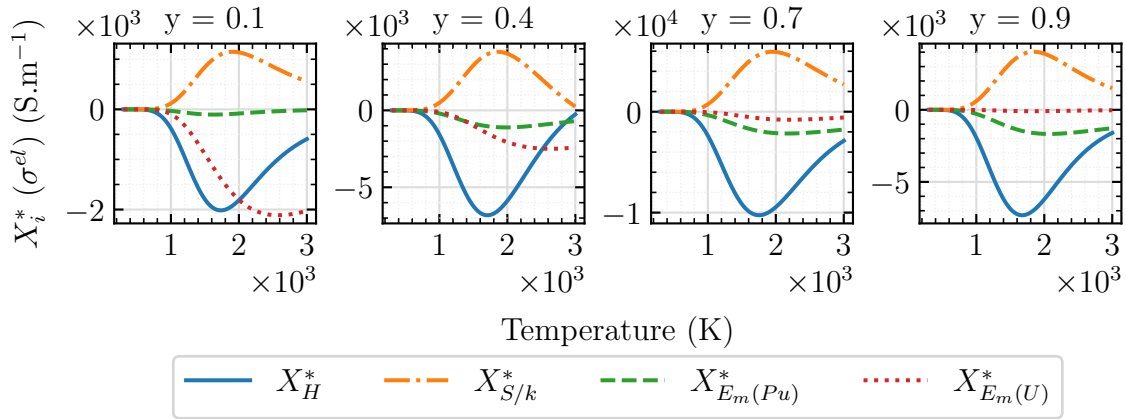 ×10³ y = 0.1 ×10³ y = 0.4 ×10⁴ y = 0.7 ×10³ y = 0.9
X*ᵢ (σᵉˡ) (S.m⁻¹)
0 −2
0 −5
0 −1
0 −5
1 2 3 1 2 3 1 2 3 1 2 3
×10³ ×10³ ×10³ ×10³
Temperature (K)
X*_H X*_{S/k} X*_{E_m(Pu)} X*_{E_m(U)}